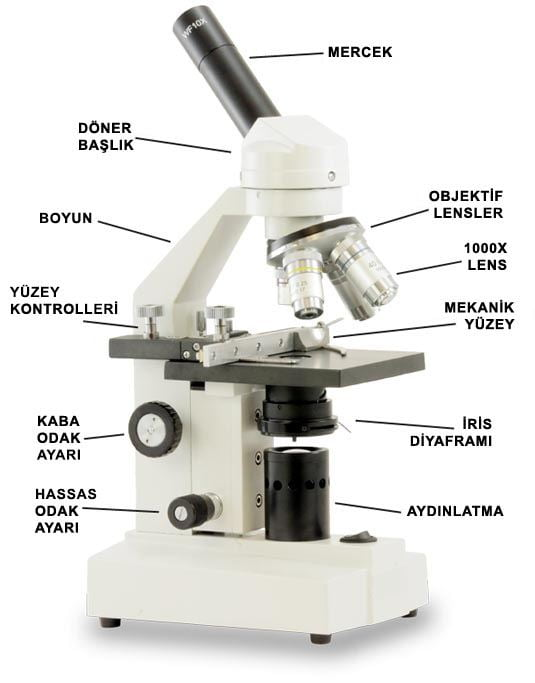 WF10X
MERCEK
DÖNER
BAŞLIK
OBJEKTİF
LENSLER
BOYUN
1000X
LENS
YÜZEY
KONTROLLERİ
MEKANİK
YÜZEY
KABA
ODAK
AYARI
İRİS
DİYAFRAMI
HASSAS
ODAK
AYARI
AYDINLATMA